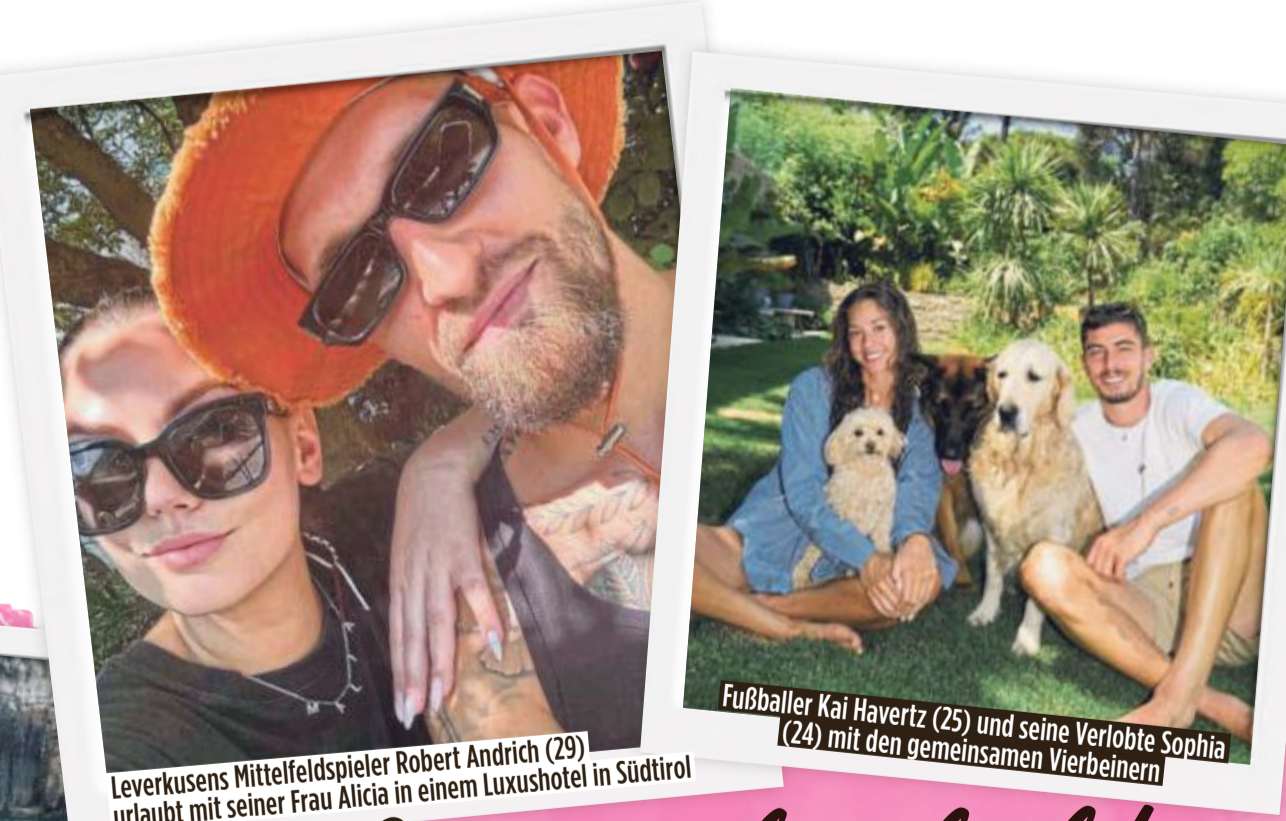 Leverkusens Mittelfeldspieler Robert Andrich (29)
urlaubt mit seiner Frau Alicia in einem Luxushotel in Südtirol
Fußballer Kai Havertz (25) und seine Verlobte Sophia
(24) mit den gemeinsamen Vierbeinern